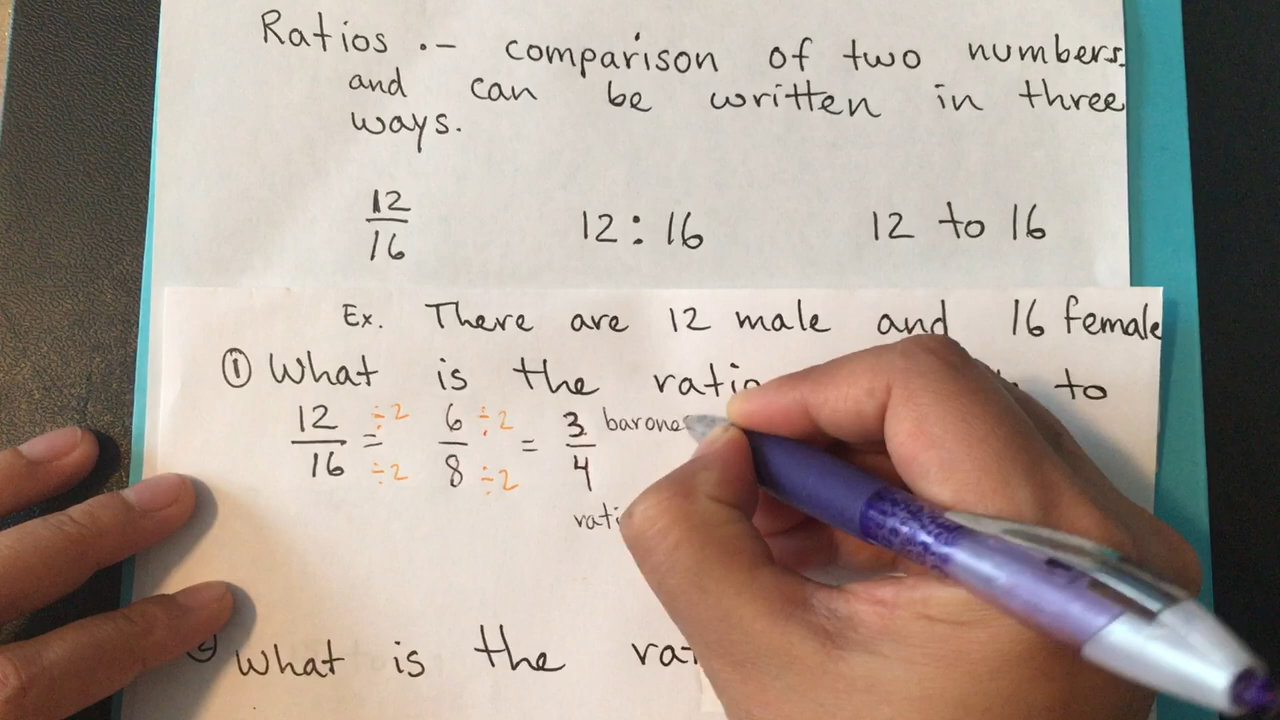 Ratios :- comparison of two numbers.
and can be written in three
ways.
12/16 12:16 12 to 16
Ex. There are 12 male and 16 female
① What is the ratio to
12/16 = ÷2 ÷2 6/8 ÷2 ÷2 = 3/4 barone
② What is the